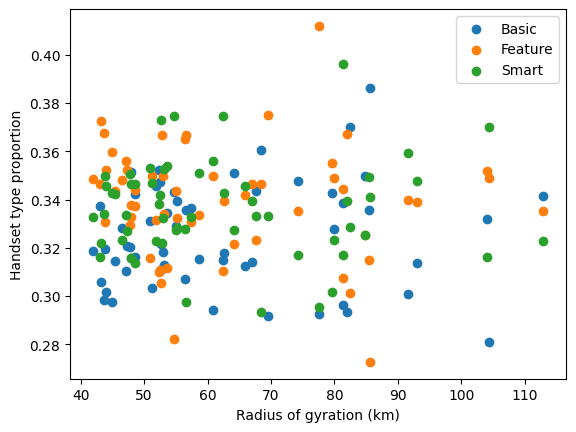 Basic
Feature
Smart
0.40
0.38
0.36
0.34
0.32
0.30
0.28
Handset type proportion
40 50 60 70 80 90 100 110
Radius of gyration (km)